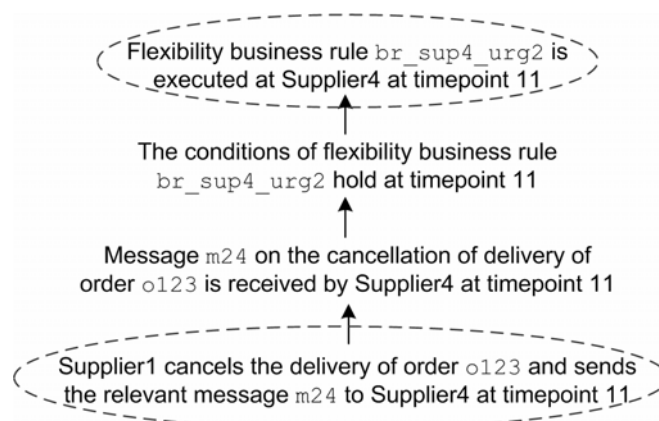 Flexibility business rule br_sup4_urg2 is
executed at Supplier4 at timepoint 11
The conditions of flexibility business rule
br_sup4_urg2 hold at timepoint 11
Message m24 on the cancellation of delivery of
order o123 is received by Supplier4 at timepoint 11
Supplier1 cancels the delivery of order o123 and sends
the relevant message m24 to Supplier4 at timepoint 11